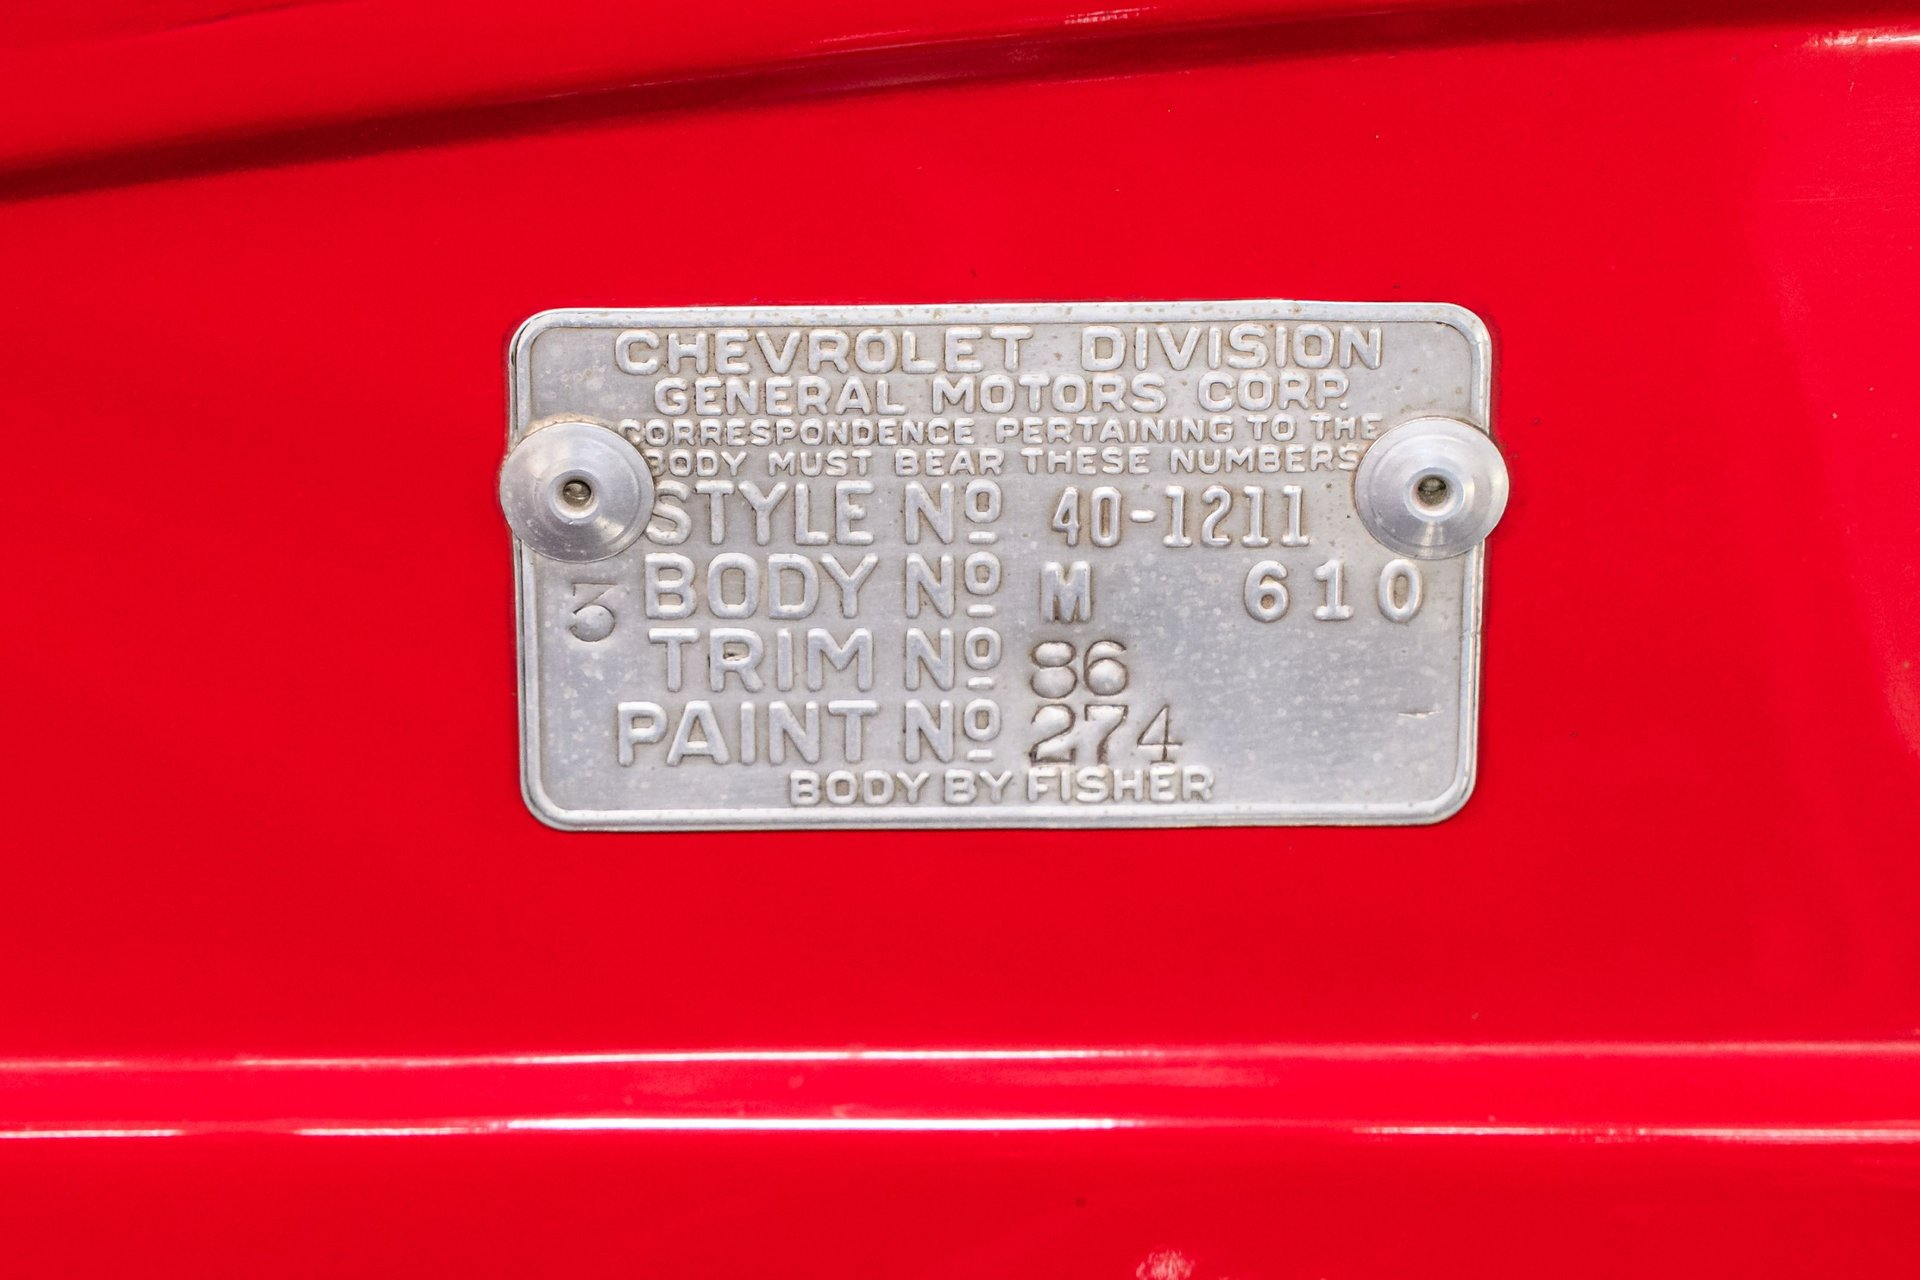 CHEVROLET DIVISION
GENERAL MOTORS CORP.
CORRESPONDENCE PERTAINING TO THE
BODY MUST BEAR THESE NUMBERS
STYLE Nº 40-1211
3 BODY Nº M 610
TRIM Nº 86
PAINT Nº 274
BODY BY FISHER